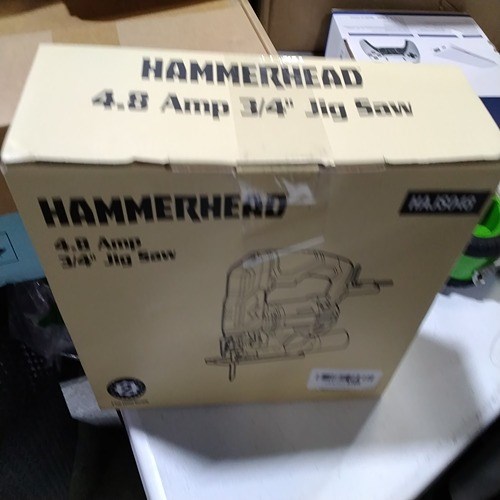 HAMMERHEAD
4.8 Amp 3/4" Jig Saw
HAMMERHEAD
4.8 Amp
3/4" Jig Saw